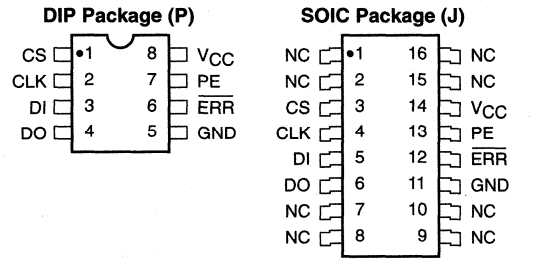 DIP Package (P)
CS 1 8 VCC
CLK 2 7 PE
DI 3 6 ERR
DO 4 5 GND
SOIC Package (J)
NC 1 16 NC
NC 2 15 NC
CS 3 14 VCC
CLK 4 13 PE
DI 5 12 ERR
DO 6 11 GND
NC 7 10 NC
NC 8 9 NC